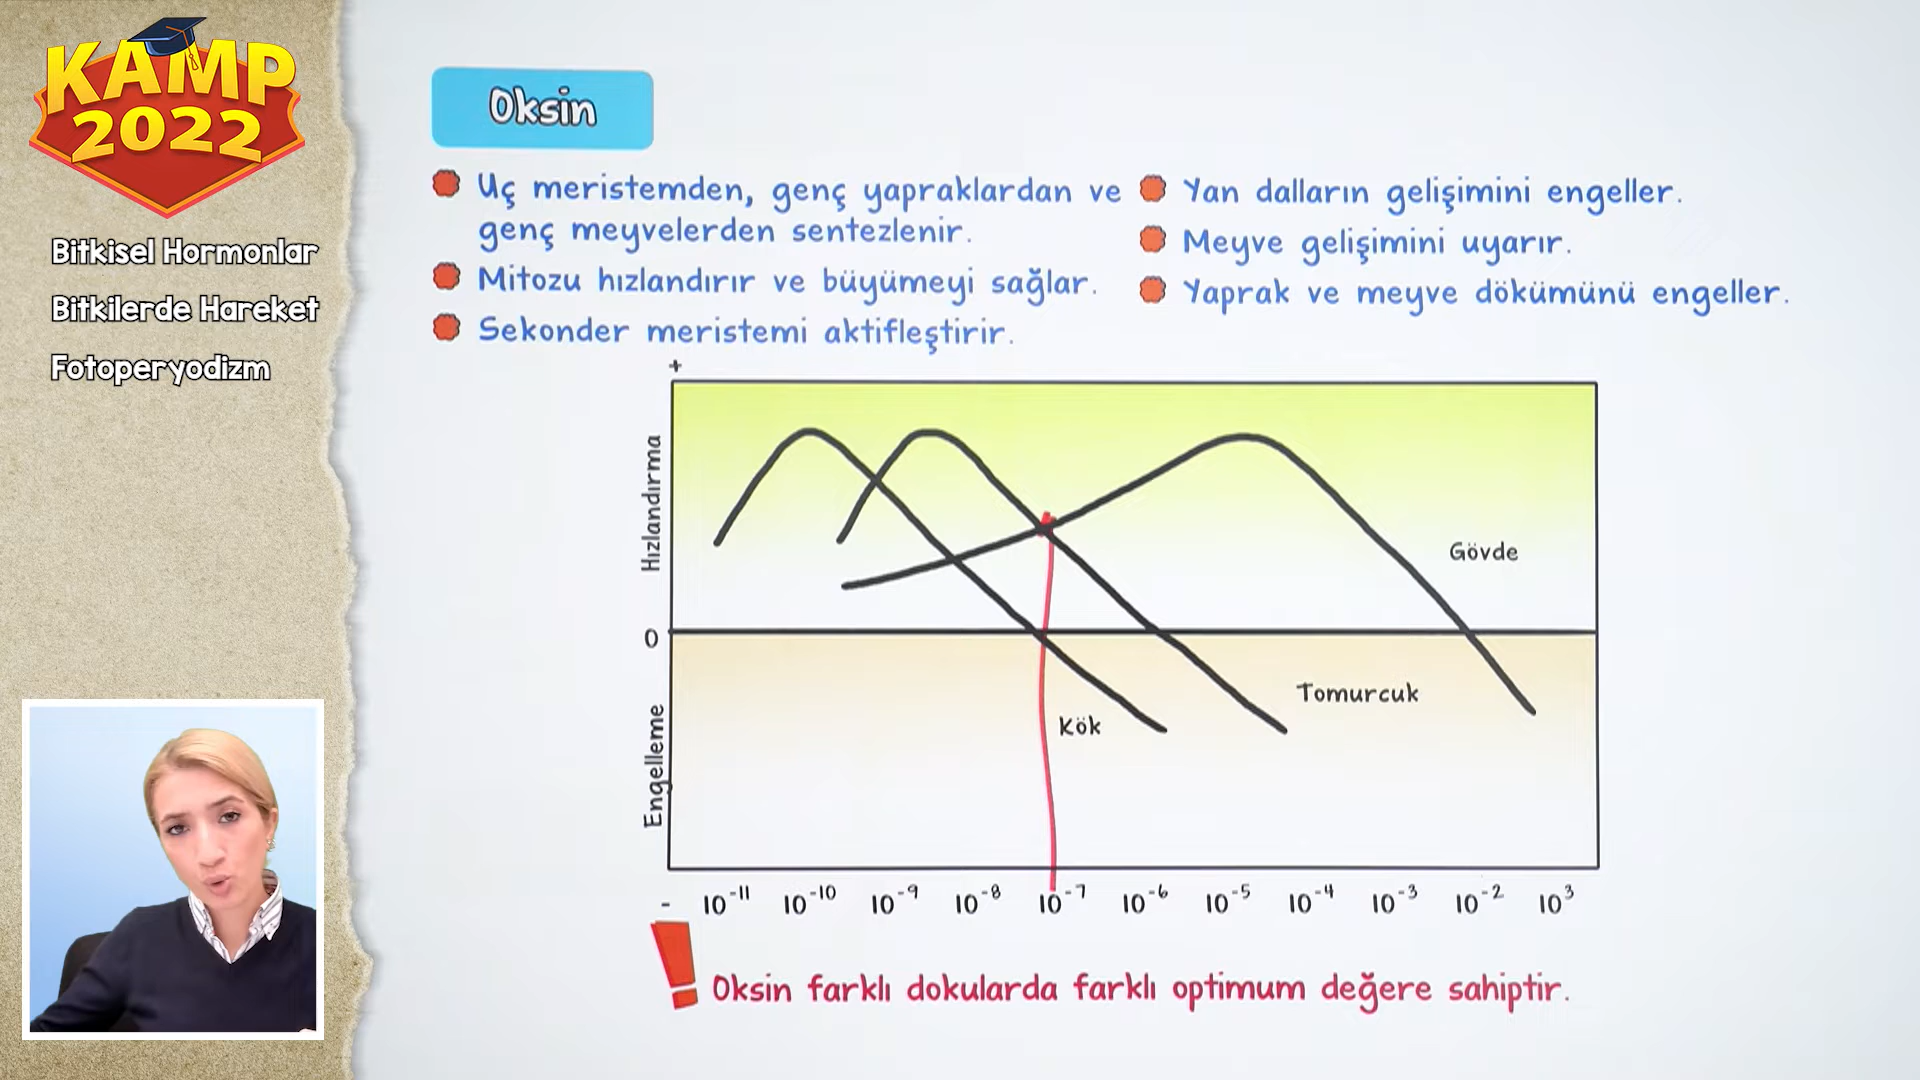 KAMP
2022
Bitkisel Hormonlar
Bitkilerde Hareket
Fotoperyodizm
Oksin
Uç meristemden, genç yapraklardan ve
genç meyvelerden sentezlenir.
Mitozu hızlandırır ve büyümeyi sağlar.
Sekonder meristemi aktifleştirir.
Yan dalların gelişimini engeller.
Meyve gelişimini uyarır.
Yaprak ve meyve dökümünü engeller.
+
Hızlandırma
0
Engelleme
-
Gövde
Tomurcuk
Kök
10⁻¹¹ 10⁻¹⁰ 10⁻⁹ 10⁻⁸ 10⁻⁷ 10⁻⁶ 10⁻⁵ 10⁻⁴ 10⁻³ 10⁻² 10³
! Oksin farklı dokularda farklı optimum değere sahiptir.